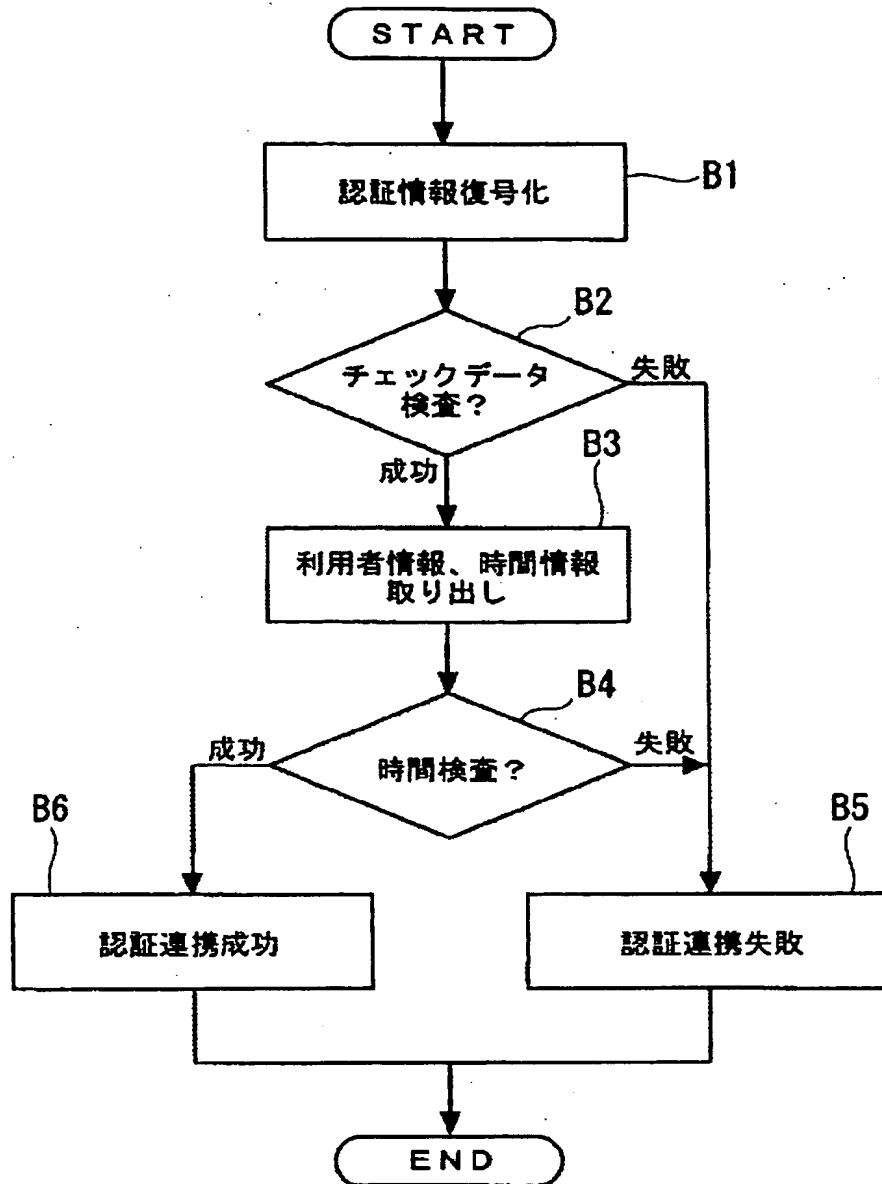 START
認証情報復号化
B1
B2
チェックデータ
検査？
失敗
成功
B3
利用者情報、時間情報
取り出し
B4
時間検査？
成功
失敗
B6
B5
認証連携成功
認証連携失敗
END